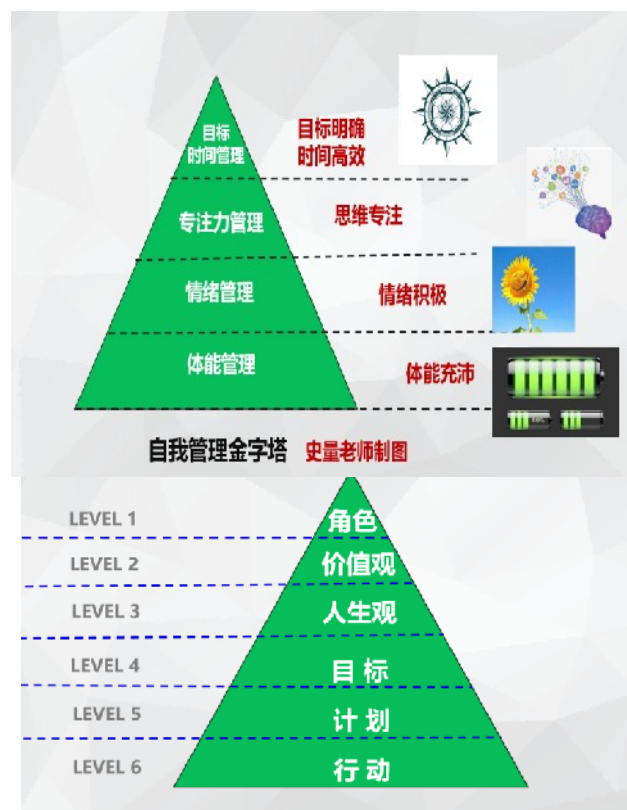 目标
时间管理
目标明确
时间高效
专注力管理
思维专注
情绪管理
情绪积极
体能管理
体能充沛
自我管理金字塔 史量老师制图
LEVEL 1 角色
LEVEL 2 价值观
LEVEL 3 人生观
LEVEL 4 目标
LEVEL 5 计划
LEVEL 6 行动